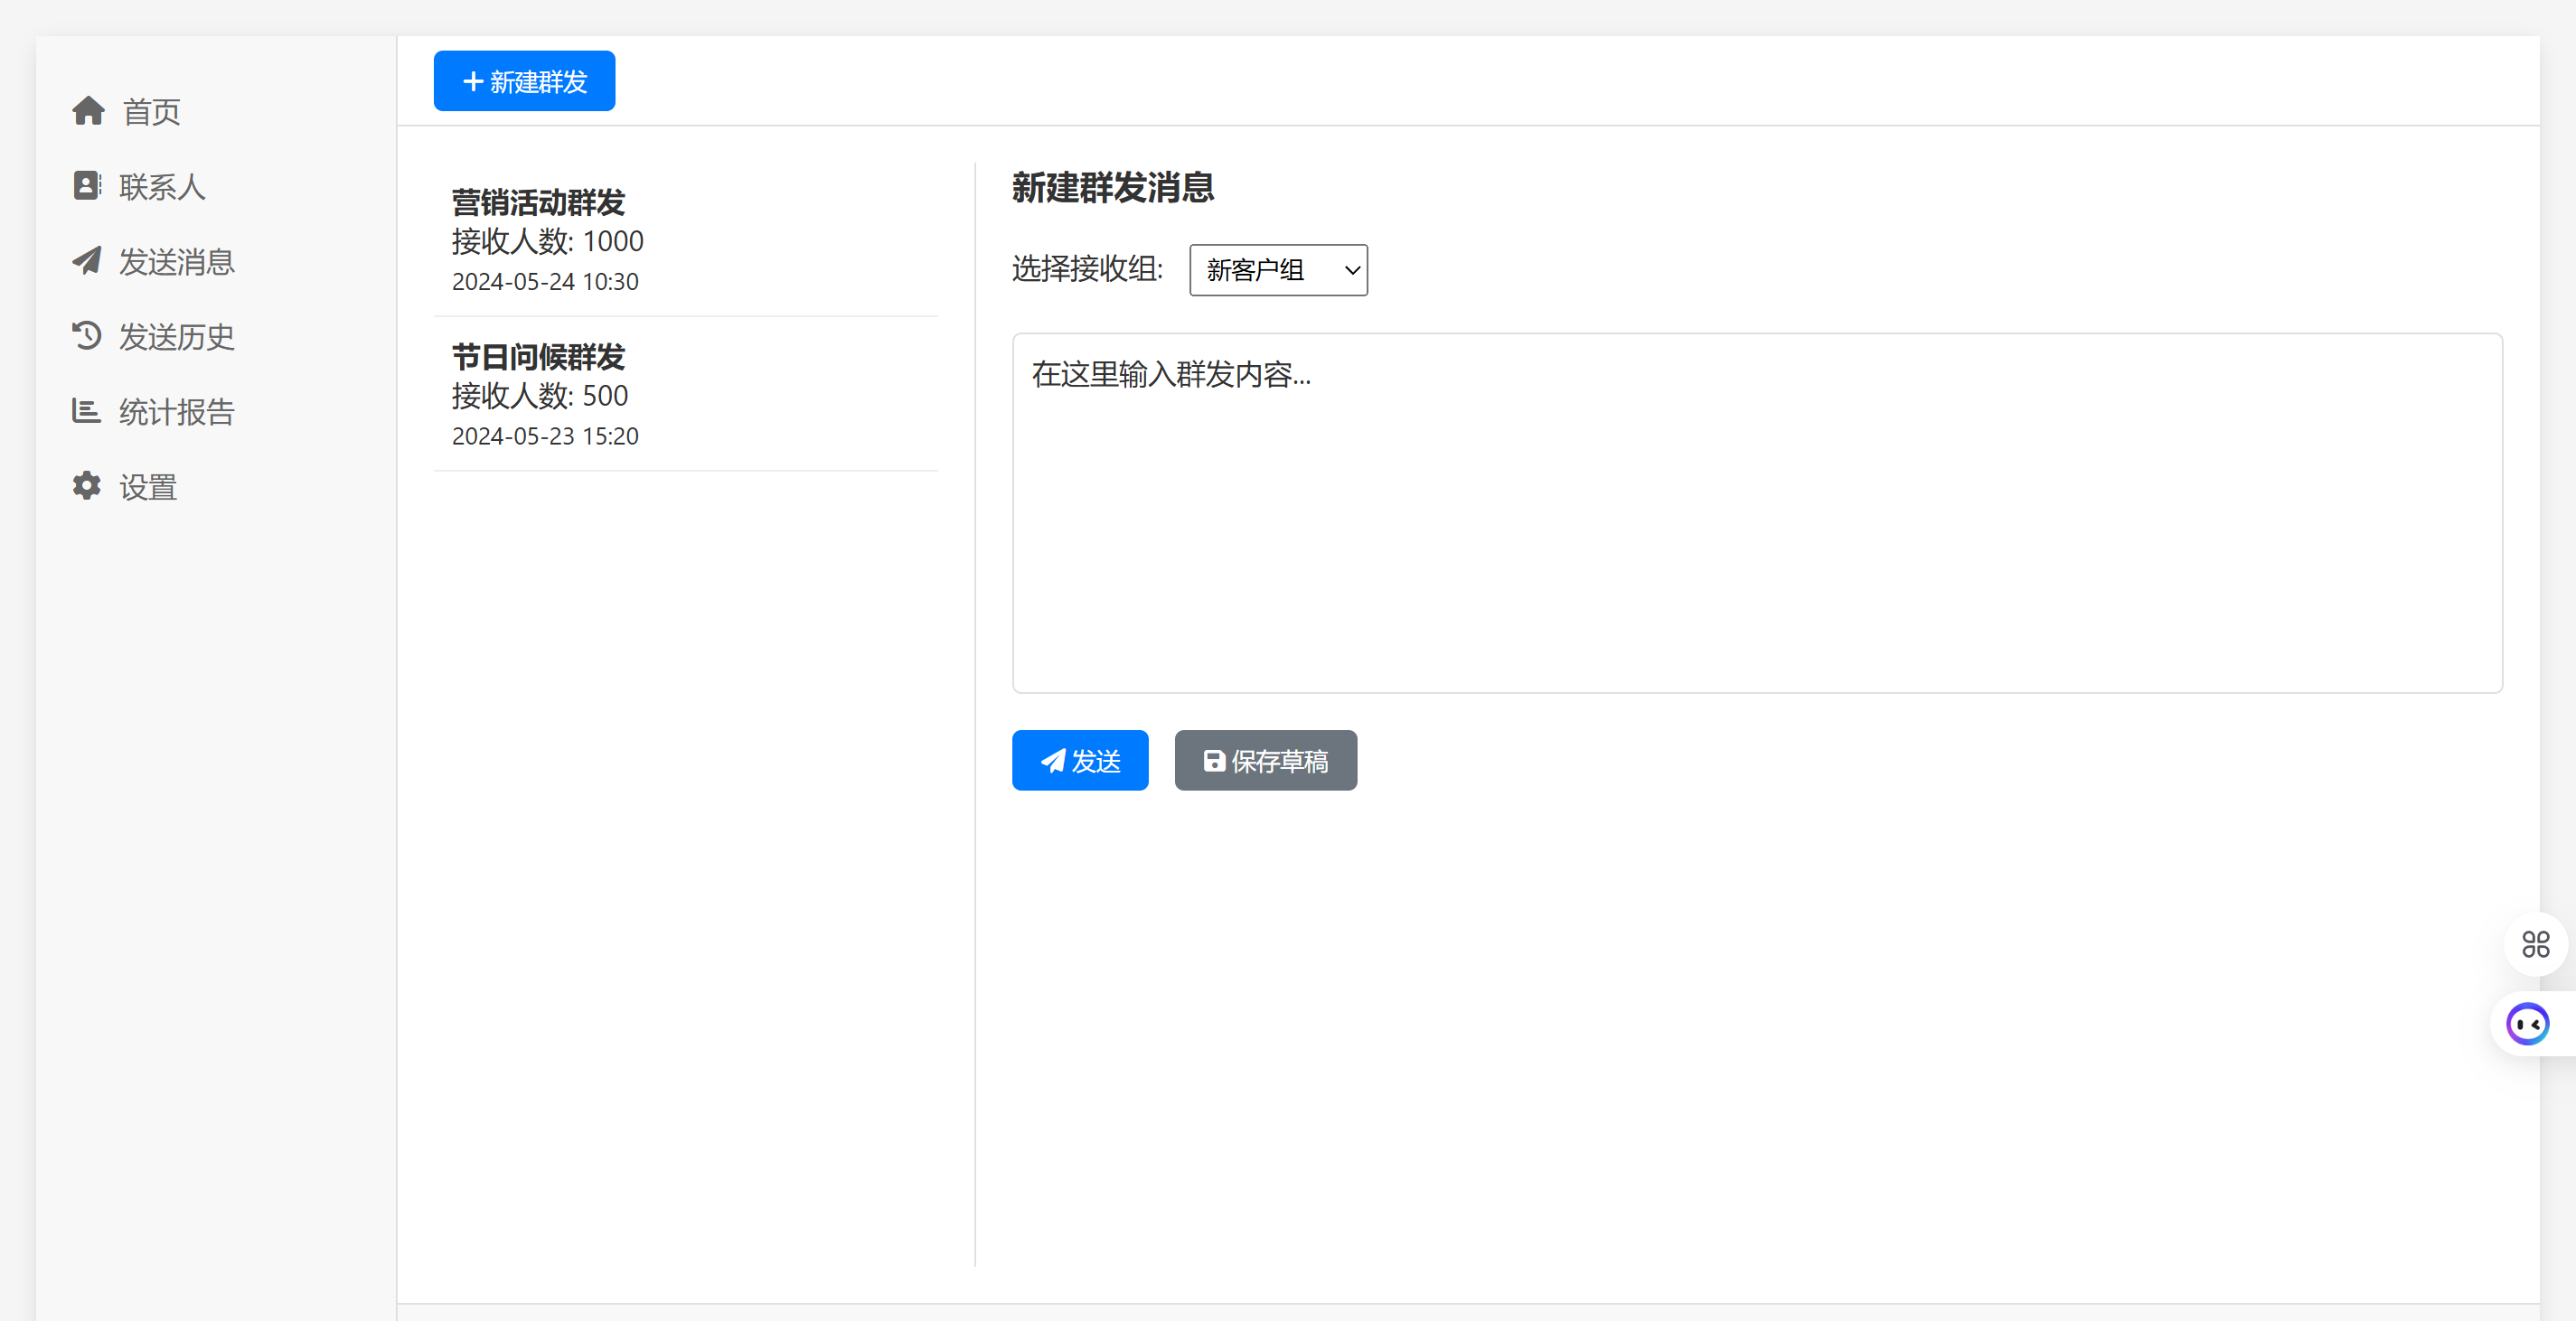 首页
联系人
发送消息
发送历史
统计报告
设置
新建群发
营销活动群发
接收人数: 1000
2024-05-24 10:30
节日问候群发
接收人数: 500
2024-05-23 15:20
新建群发消息
选择接收组: 新客户组
在这里输入群发内容...
发送 保存草稿